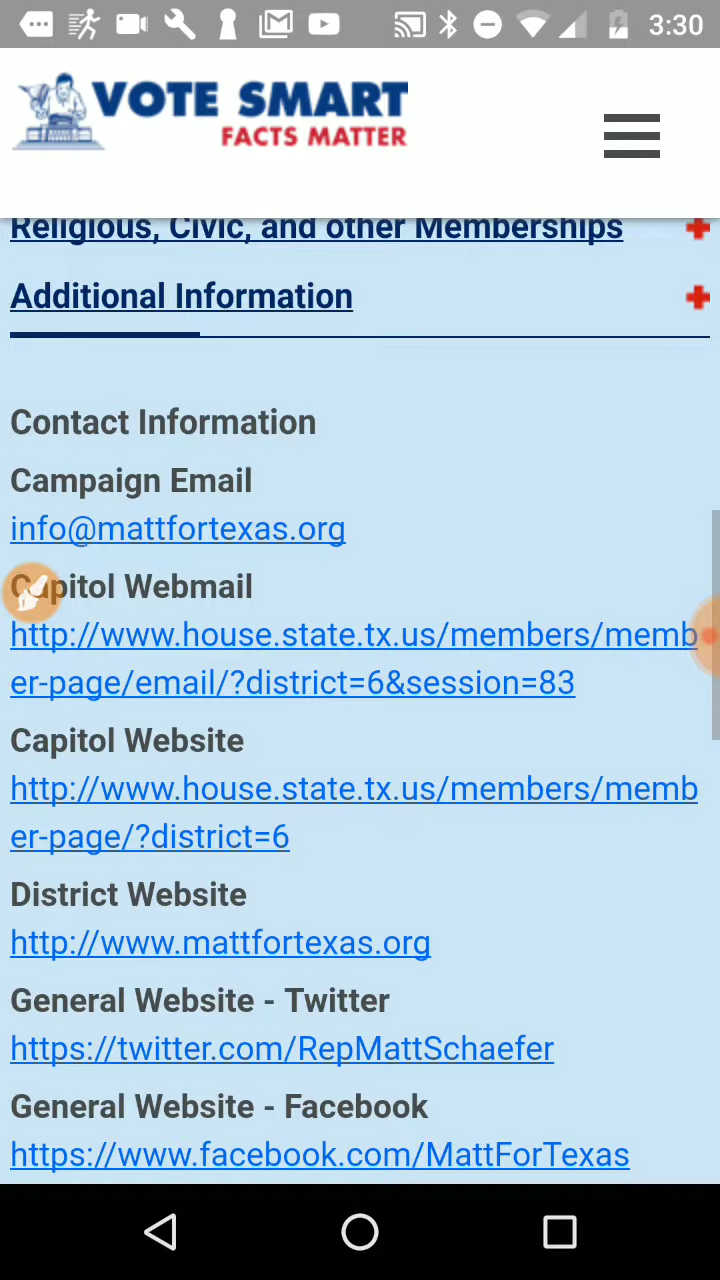 3:30
VOTE SMART
FACTS MATTER
Religious, Civic, and other Memberships
Additional Information
Contact Information
Campaign Email
info@mattfortexas.org
Capitol Webmail
http://www.house.state.tx.us/members/memb
er-page/email/?district=6&session=83
Capitol Website
http://www.house.state.tx.us/members/memb
er-page/?district=6
District Website
http://www.mattfortexas.org
General Website - Twitter
https://twitter.com/RepMattSchaefer
General Website - Facebook
https://www.facebook.com/MattForTexas